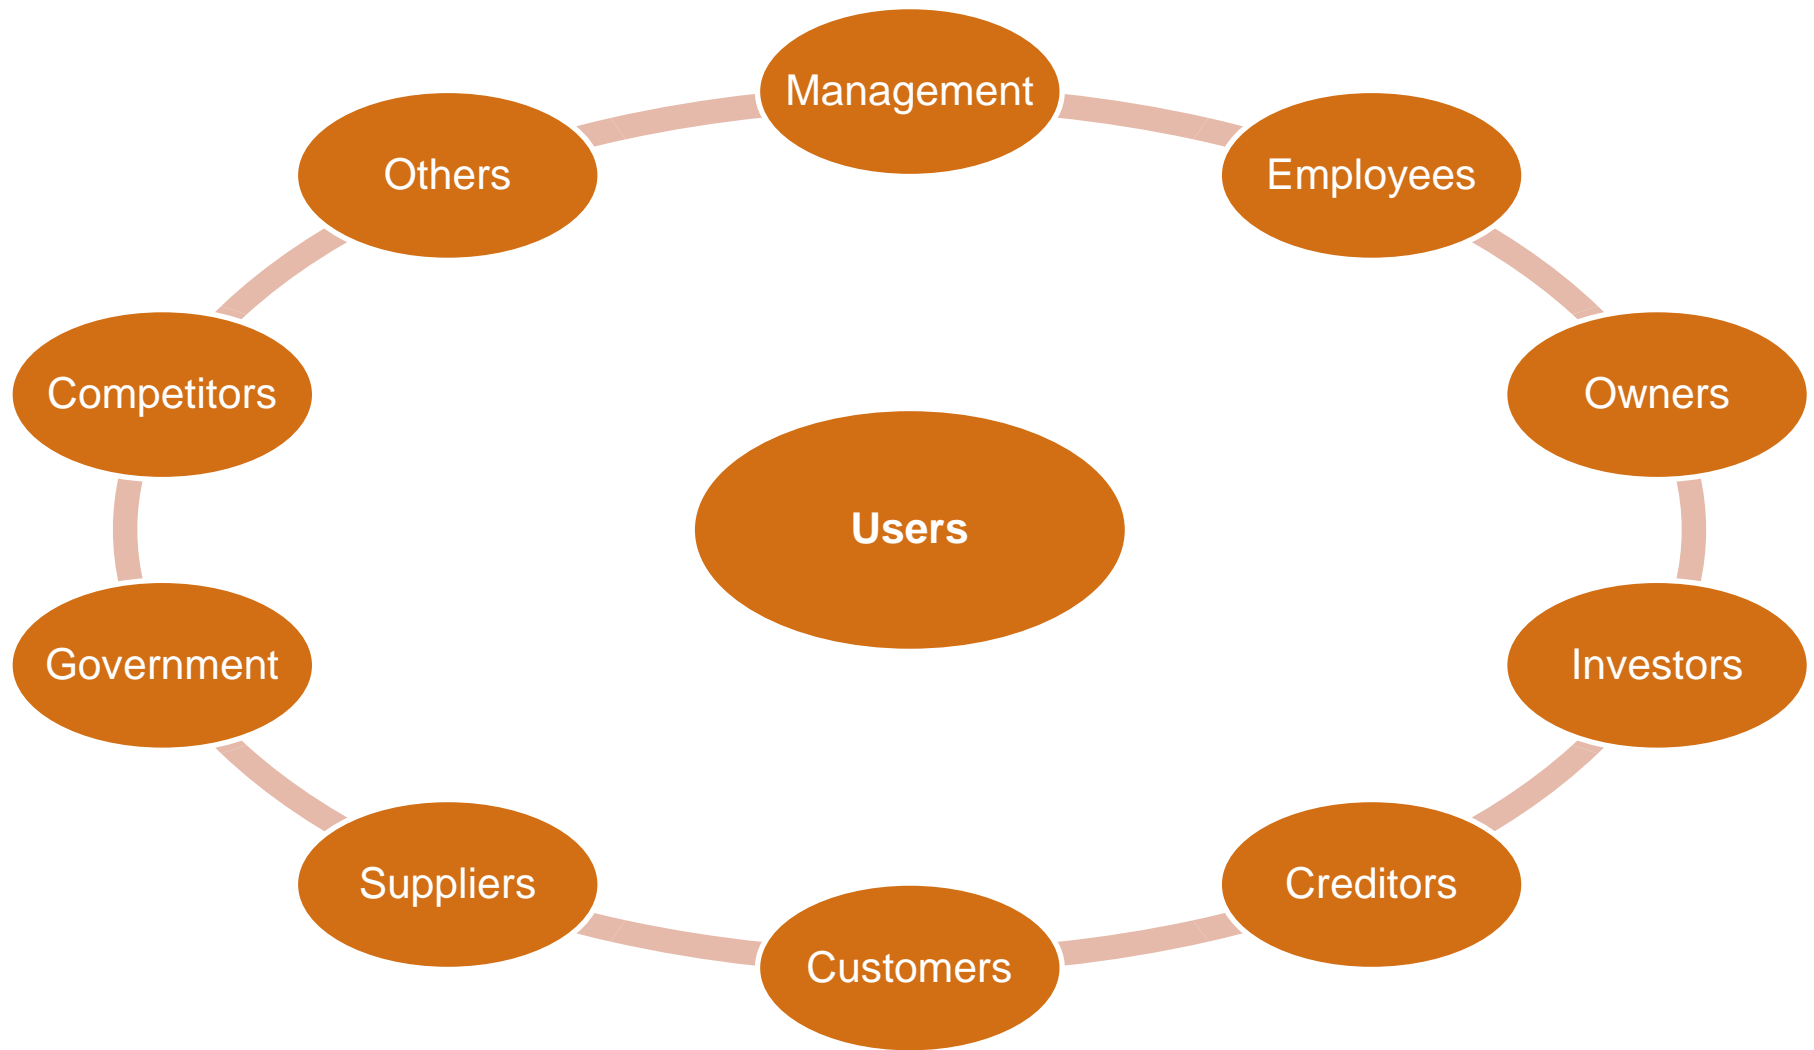 Management
Others
Employees
Competitors
Owners
Users
Government
Investors
Suppliers
Creditors
Customers